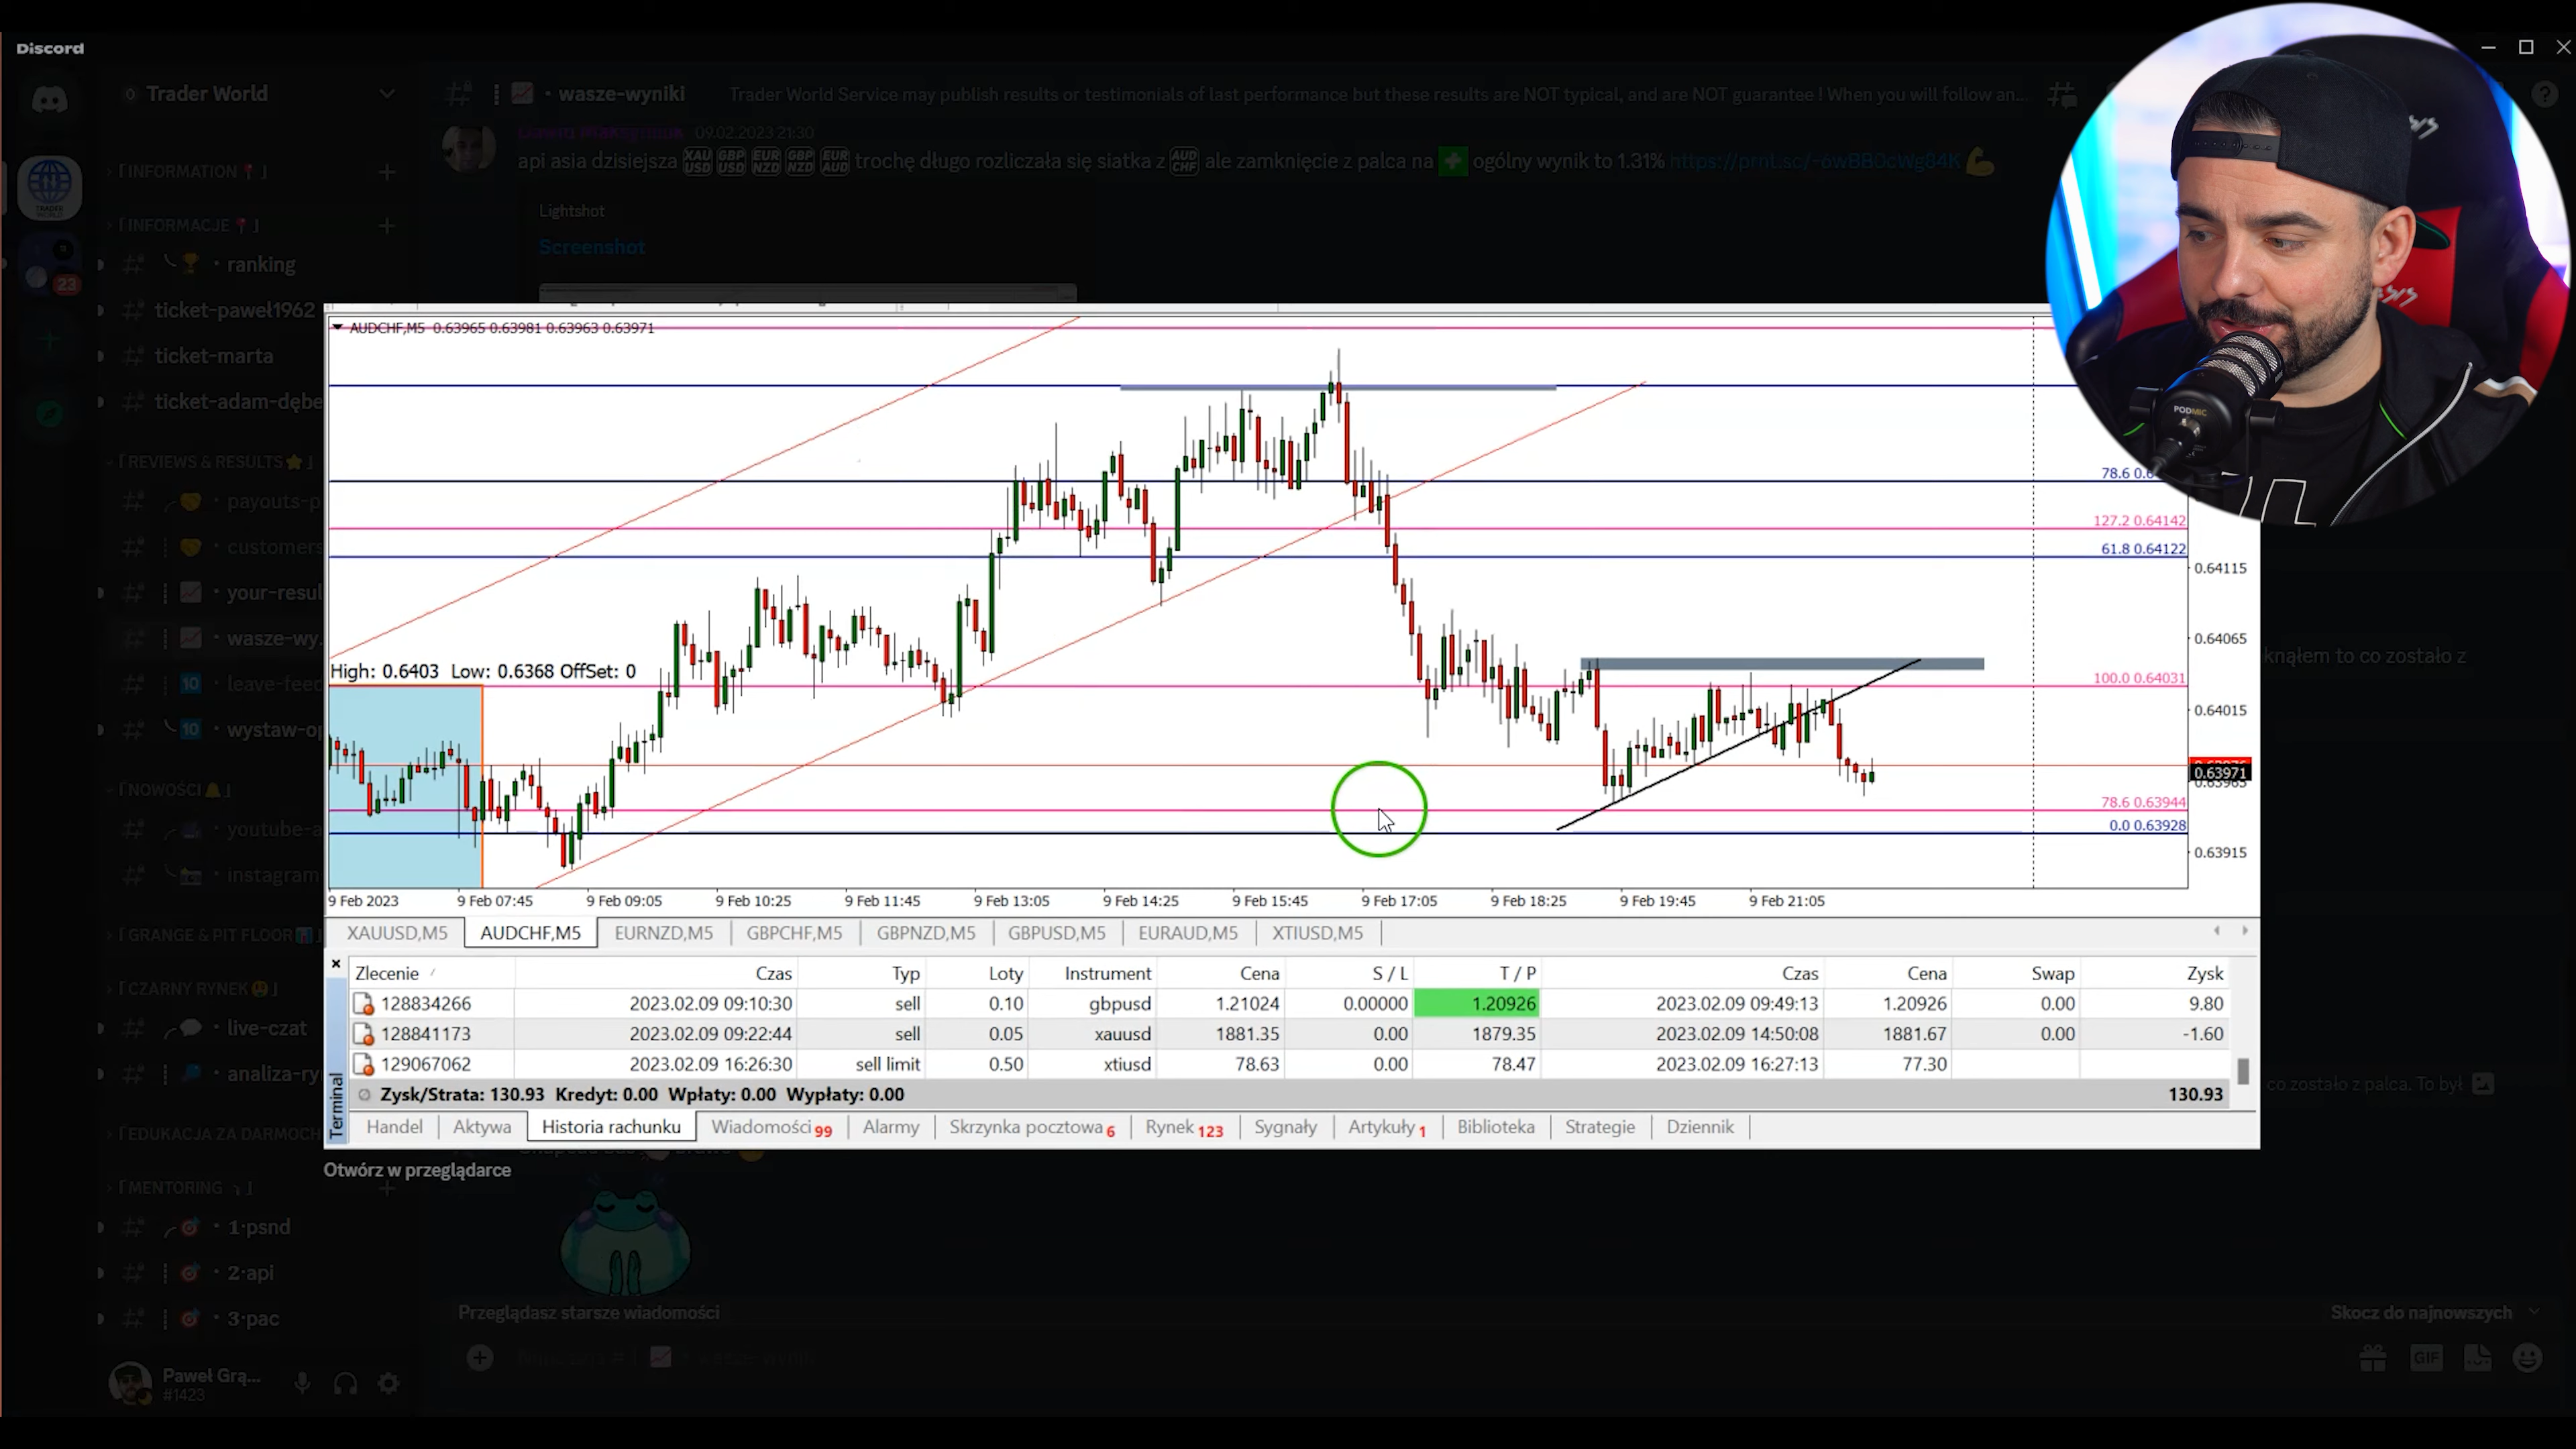 Discord
Trader World
wasze-wyniki
Trader World Service may publish results or testimonials of last performance but these results are NOT typical, and are NOT guarantee ! When you will follow an...
09.02.2023 21:30
api asia dzisiejsza XAU USD GBP USD EUR NZD GBP NZD EUR AUD trochę długo rozliczała się siatka z AUD CHF ale zamknięcie z palca na ogólny wynik to 1.31% https://prnt.sc/-6wBB0cWg84K
Lightshot
Screenshot
[ INFORMATION ]
[ INFORMACJE ]
ranking
23
ticket-paweł1962
ticket-marta
ticket-adam-dębe
[ REVIEWS & RESULTS ]
payouts-p
customers
your-resul
wasze-wy.
leave-feed
wystaw-op
[ NOWOŚCI ]
youtube-a
instagram
[ GRANGE & PIT FLOOR ]
[ CZARNY RYNEK ]
live-czat
analiza-ry
[ EDUKACJA ZA DARMOCH
[ MENTORING ]
1·psnd
2·api
3·pac
Paweł Grą...
#1423
AUDCHF,M5 0.63965 0.63981 0.63963 0.63971
PODMIC
78.6
127.2 0.64142
61.8 0.64122
0.64115
0.64065
High: 0.6403 Low: 0.6368 OffSet: 0
100.0 0.64031
0.64015
0.63971
0.63965
78.6 0.63944
0.0 0.63928
0.63915
9 Feb 2023
9 Feb 07:45
9 Feb 09:05
9 Feb 10:25
9 Feb 11:45
9 Feb 13:05
9 Feb 14:25
9 Feb 15:45
9 Feb 17:05
9 Feb 18:25
9 Feb 19:45
9 Feb 21:05
XAUUSD,M5 AUDCHF,M5 EURNZD,M5 GBPCHF,M5 GBPNZD,M5 GBPUSD,M5 EURAUD,M5 XTIUSD,M5
Zlecenie Czas Typ Loty Instrument Cena S / L T / P Czas Cena Swap Zysk
128834266 2023.02.09 09:10:30 sell 0.10 gbpusd 1.21024 0.00000 1.20926 2023.02.09 09:49:13 1.20926 0.00 9.80
128841173 2023.02.09 09:22:44 sell 0.05 xauusd 1881.35 0.00 1879.35 2023.02.09 14:50:08 1881.67 0.00 -1.60
129067062 2023.02.09 16:26:30 sell limit 0.50 xtiusd 78.63 0.00 78.47 2023.02.09 16:27:13 77.30
Zysk/Strata: 130.93 Kredyt: 0.00 Wpłaty: 0.00 Wypłaty: 0.00 130.93
Terminal
Handel Aktywa Historia rachunku Wiadomości 99 Alarmy Skrzynka pocztowa 6 Rynek 123 Sygnały Artykuły 1 Biblioteka Strategie Dziennik
knąłem to co zostało z
co zostało z palca. To był
Otwórz w przeglądarce
Przeglądasz starsze wiadomości
Skocz do najnowszych
GIF